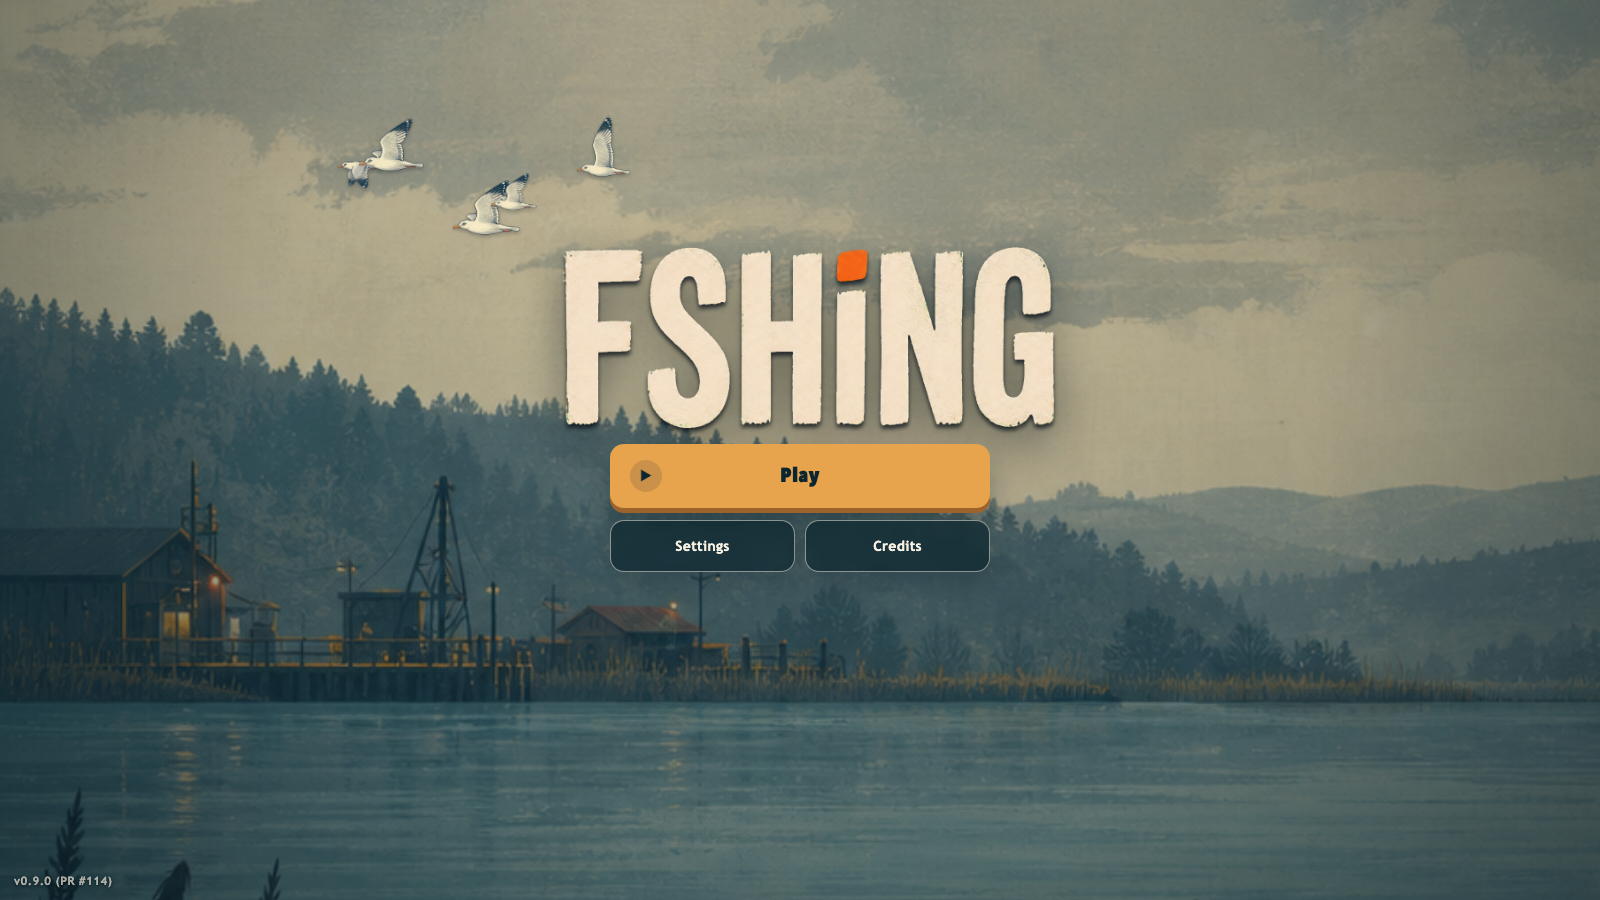 FSHiNG
Play
Settings
Credits
v0.9.0 (PR #114)